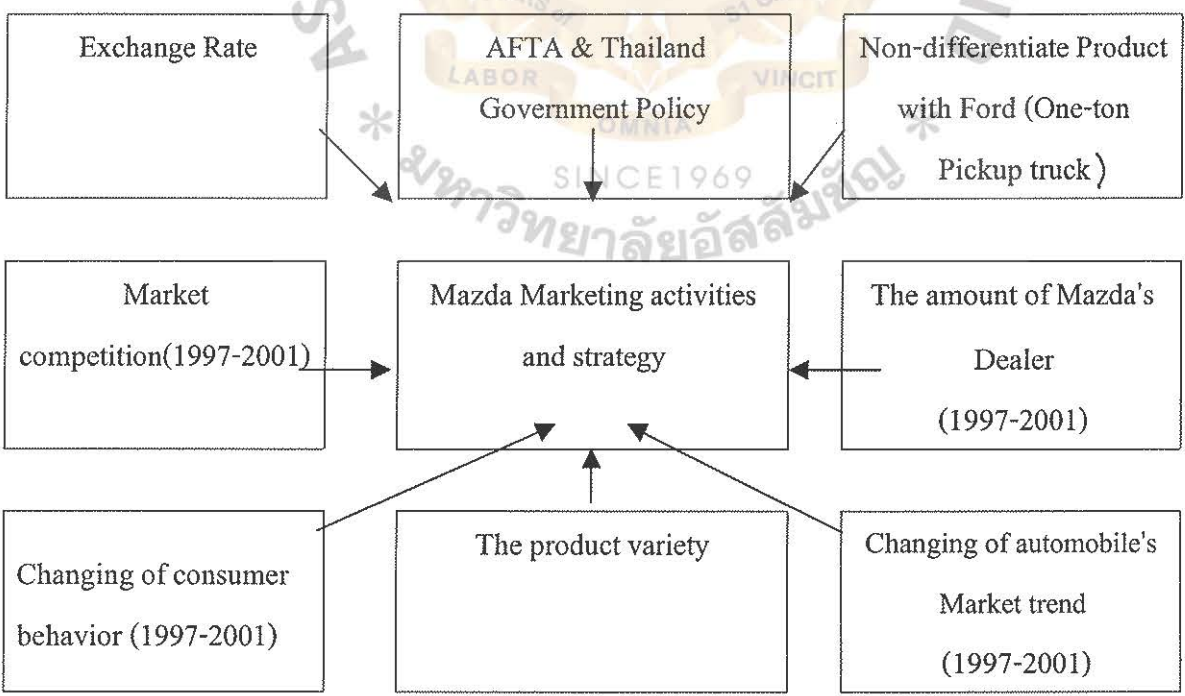 Exchange Rate
AFTA & Thailand
Government Policy
Non-differentiate Product
with Ford (One-ton
Pickup truck)
LABOR
VINCIT
OMNIA
SINCE1969
มหาวิทยาลัยอัสสัมชัญ
Market
competition(1997-2001)
Mazda Marketing activities
and strategy
The amount of Mazda's
Dealer
(1997-2001)
Changing of consumer
behavior (1997-2001)
The product variety
Changing of automobile's
Market trend
(1997-2001)